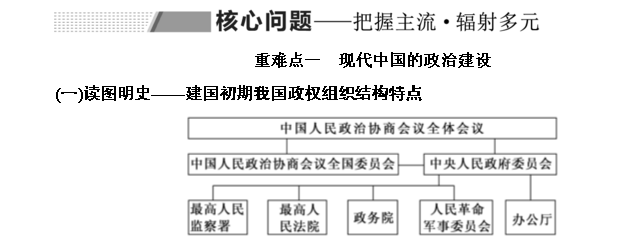 核心问题——把握主流·辐射多元
重难点一 现代中国的政治建设
(一)读图明史——建国初期我国政权组织结构特点
中国人民政治协商会议全体会议
中国人民政治协商会议全国委员会 中央人民政府委员会
最高人民监察署 最高人民法院 政务院 人民革命军事委员会 办公厅